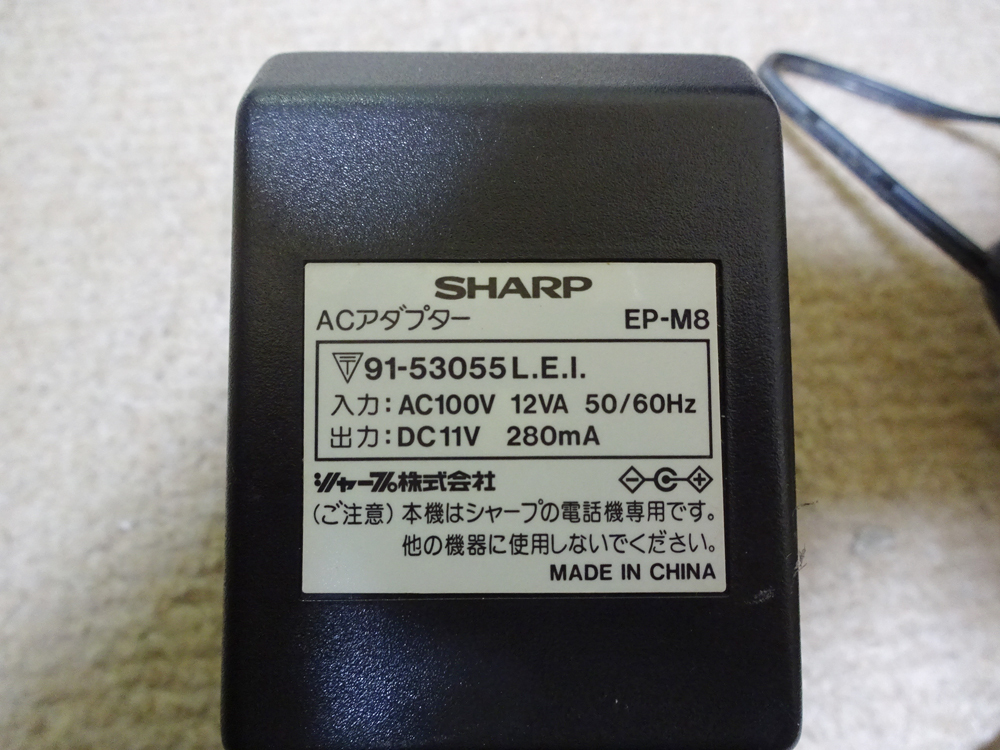 SHARP
ACアダプター EP-M8
〒91-53055 L.E.I.
入力：AC100V 12VA 50/60Hz
出力：DC11V 280mA
シャープ株式会社
（ご注意）本機はシャープの電話機専用です。
他の機器に使用しないでください。
MADE IN CHINA